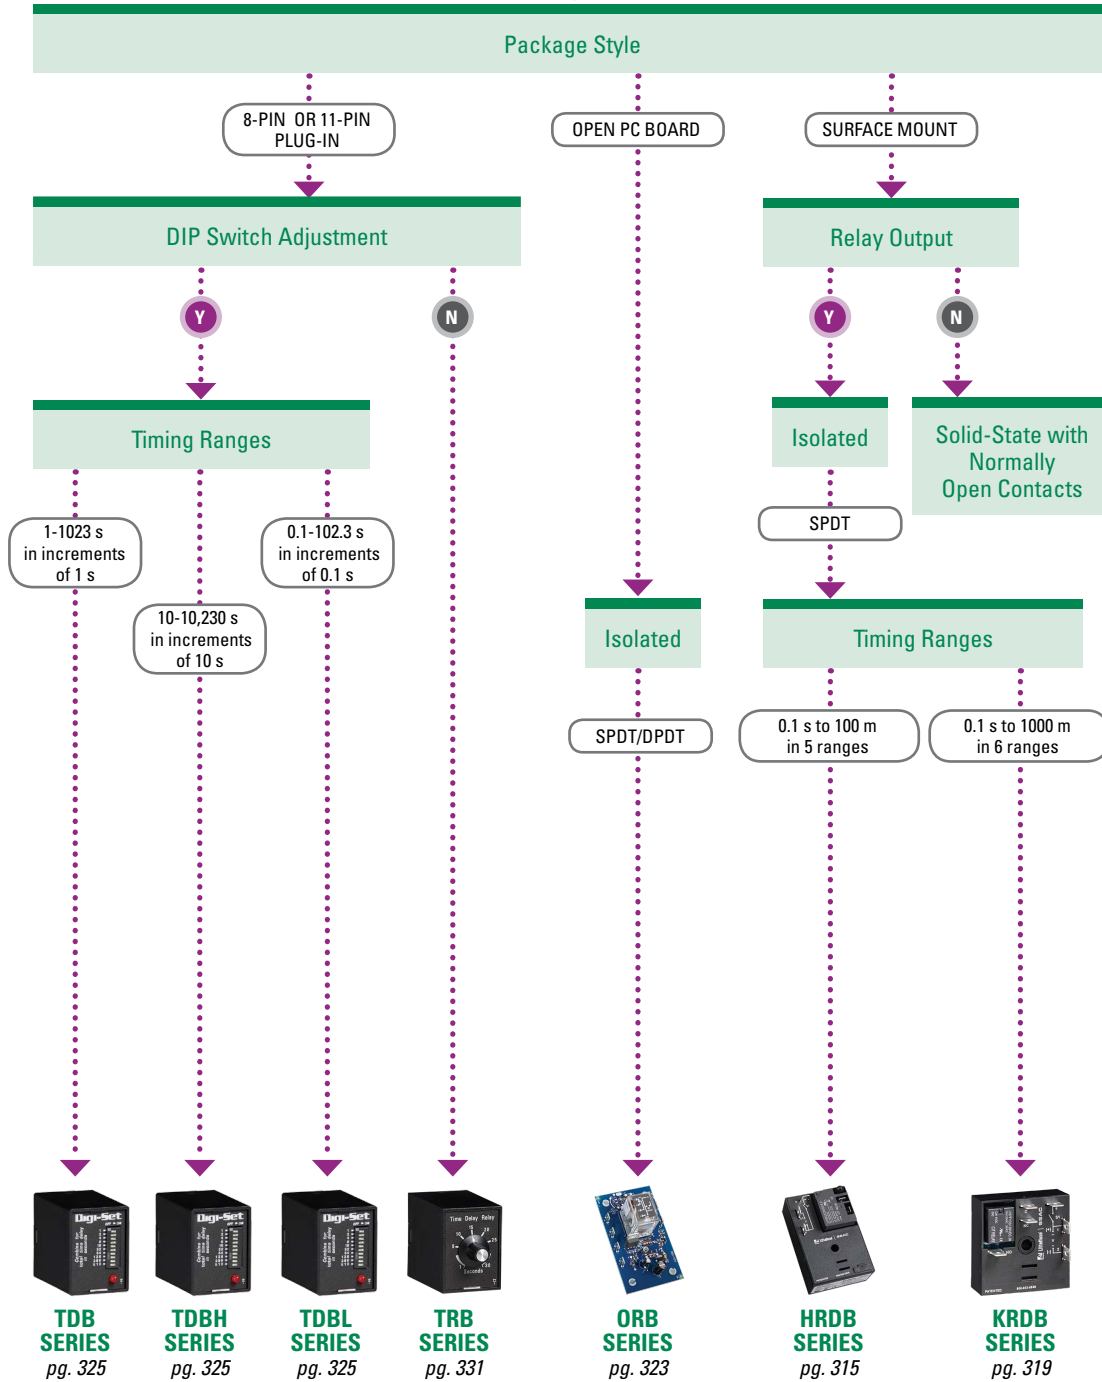 Package Style
8-PIN OR 11-PIN
PLUG-IN
OPEN PC BOARD
SURFACE MOUNT
DIP Switch Adjustment
Relay Output
Y
N
Y
N
Timing Ranges
Isolated
Solid-State with
Normally
Open Contacts
1-1023 s
in increments
of 1 s
0.1-102.3 s
in increments
of 0.1 s
SPDT
10-10,230 s
in increments
of 10 s
Isolated
Timing Ranges
SPDT/DPDT
0.1 s to 100 m
in 5 ranges
0.1 s to 1000 m
in 6 ranges
Digi-Set
Digi-Set
Digi-Set
Time Delay Relay
Seconds
TDB
SERIES
pg. 325
TDBH
SERIES
pg. 325
TDBL
SERIES
pg. 325
TRB
SERIES
pg. 331
ORB
SERIES
pg. 323
HRDB
SERIES
pg. 315
KRDB
SERIES
pg. 319